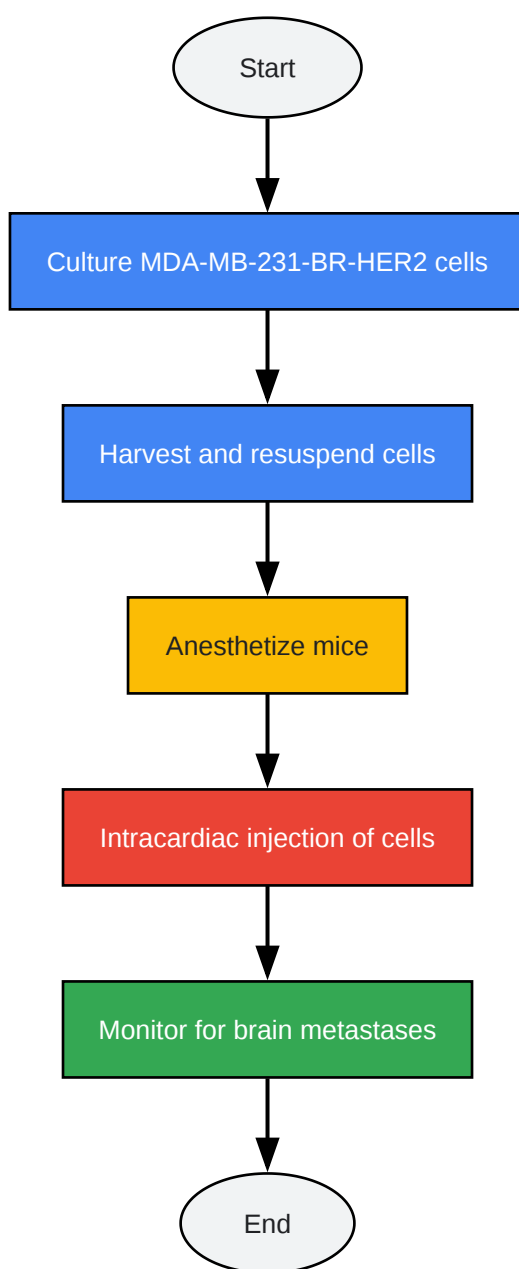 Start
Culture MDA-MB-231-BR-HER2 cells
Harvest and resuspend cells
Anesthetize mice
Intracardiac injection of cells
Monitor for brain metastases
End